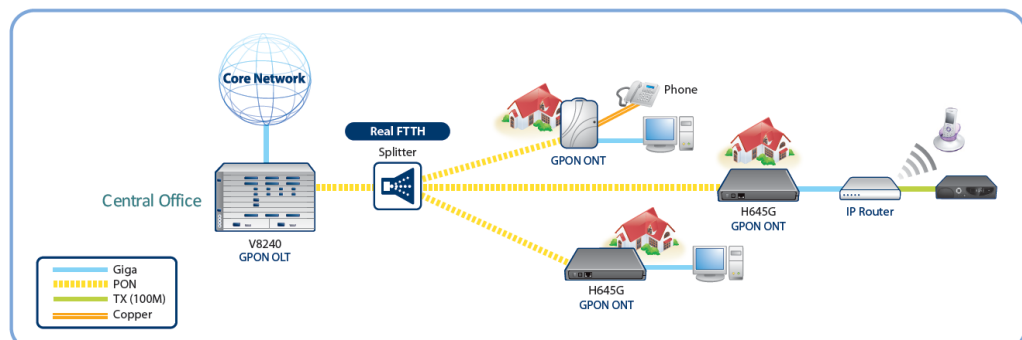 Core Network
Real FTTH
Splitter
Phone
GPON ONT
Central Office
V8240
GPON OLT
H645G
GPON ONT
IP Router
H645G
GPON ONT
Giga
PON
TX (100M)
Copper